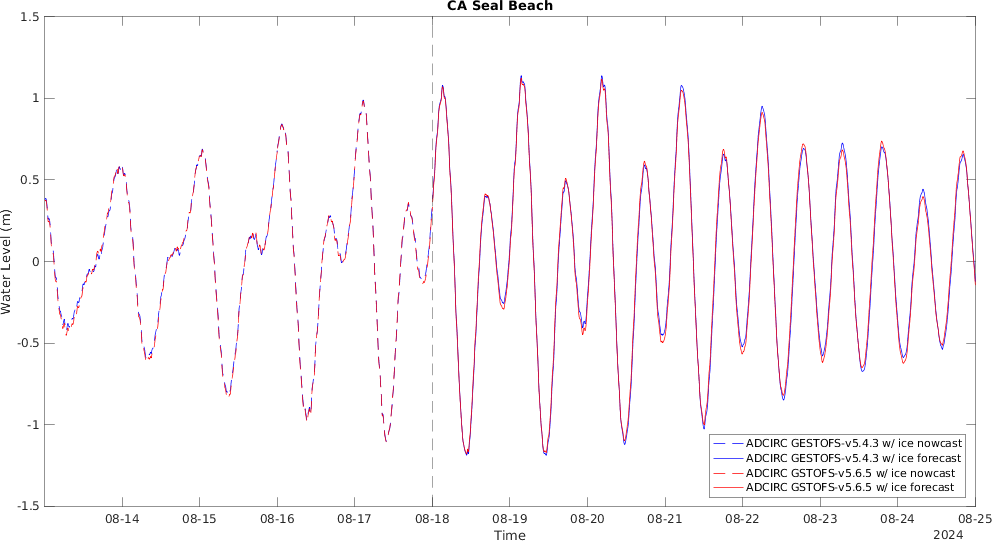 CA Seal Beach
1.5
1
0.5
0
-0.5
-1
-1.5
Water Level (m)
08-14 08-15 08-16 08-17 08-18 08-19 08-20 08-21 08-22 08-23 08-24 08-25
Time
2024
ADCIRC GESTOFS-v5.4.3 w/ ice nowcast
ADCIRC GESTOFS-v5.4.3 w/ ice forecast
ADCIRC GSTOFS-v5.6.5 w/ ice nowcast
ADCIRC GSTOFS-v5.6.5 w/ ice forecast